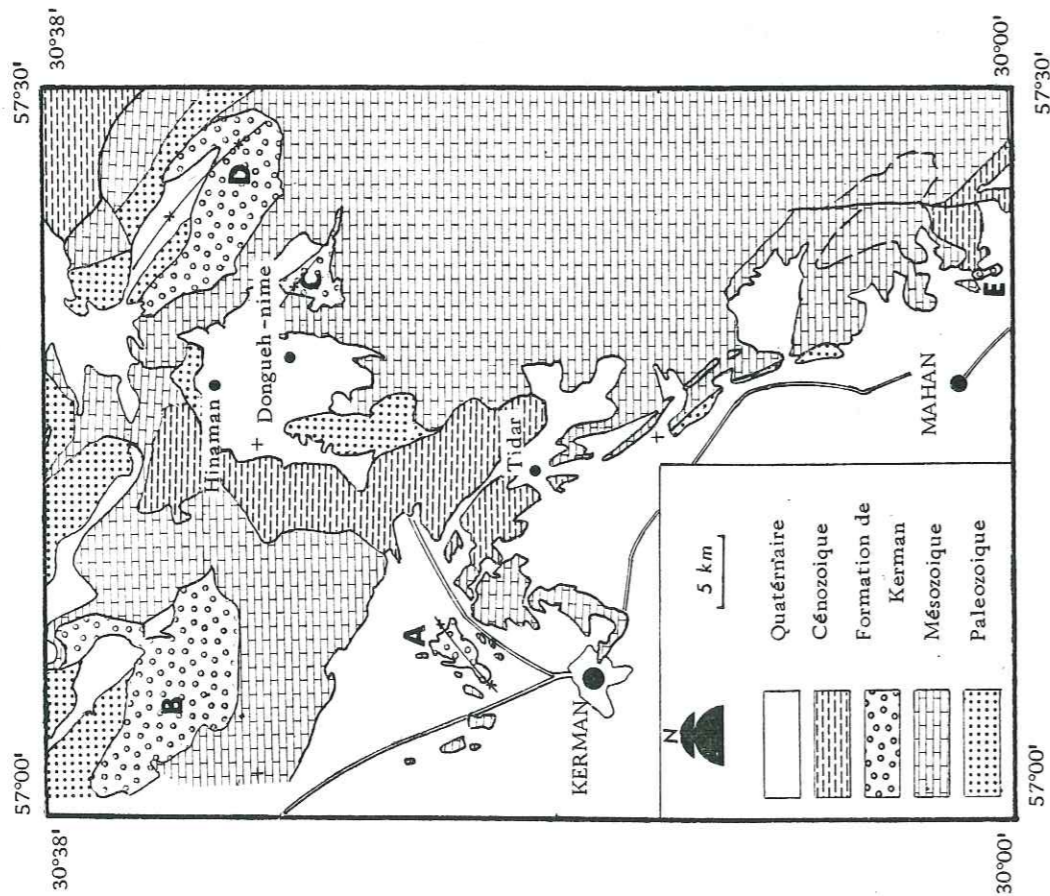 57°00'
57°30'
30°38'
30°38'
B
D
Hinaman
Dongueh-nime
C
A
Tidar
KERMAN
E
MAHAN
N
5 km
Quatérnaire
Cénozoique
Formation de
Kerman
Mésozoique
Paleozoique
30°00'
30°00'
57°00'
57°30'